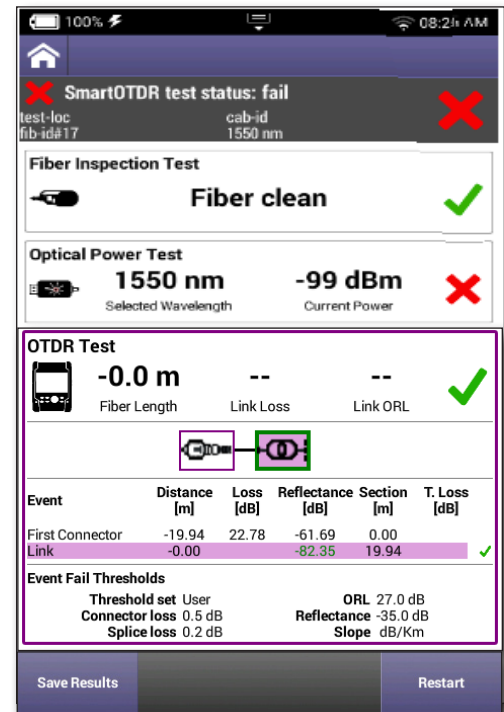 100% 08:24 AM
SmartOTDR test status: fail
test-loc cab-id
fib-id#17 1550 nm
Fiber Inspection Test
Fiber clean
Optical Power Test
1550 nm -99 dBm
Selected Wavelength Current Power
OTDR Test
-0.0 m -- --
Fiber Length Link Loss Link ORL
Event Distance [m] Loss [dB] Reflectance [dB] Section [m] T. Loss [dB]
First Connector -19.94 22.78 -61.69 0.00
Link -0.00 -82.35 19.94
Event Fail Thresholds
Threshold set User ORL 27.0 dB
Connector loss 0.5 dB Reflectance -35.0 dB
Splice loss 0.2 dB Slope dB/Km
Save Results Restart